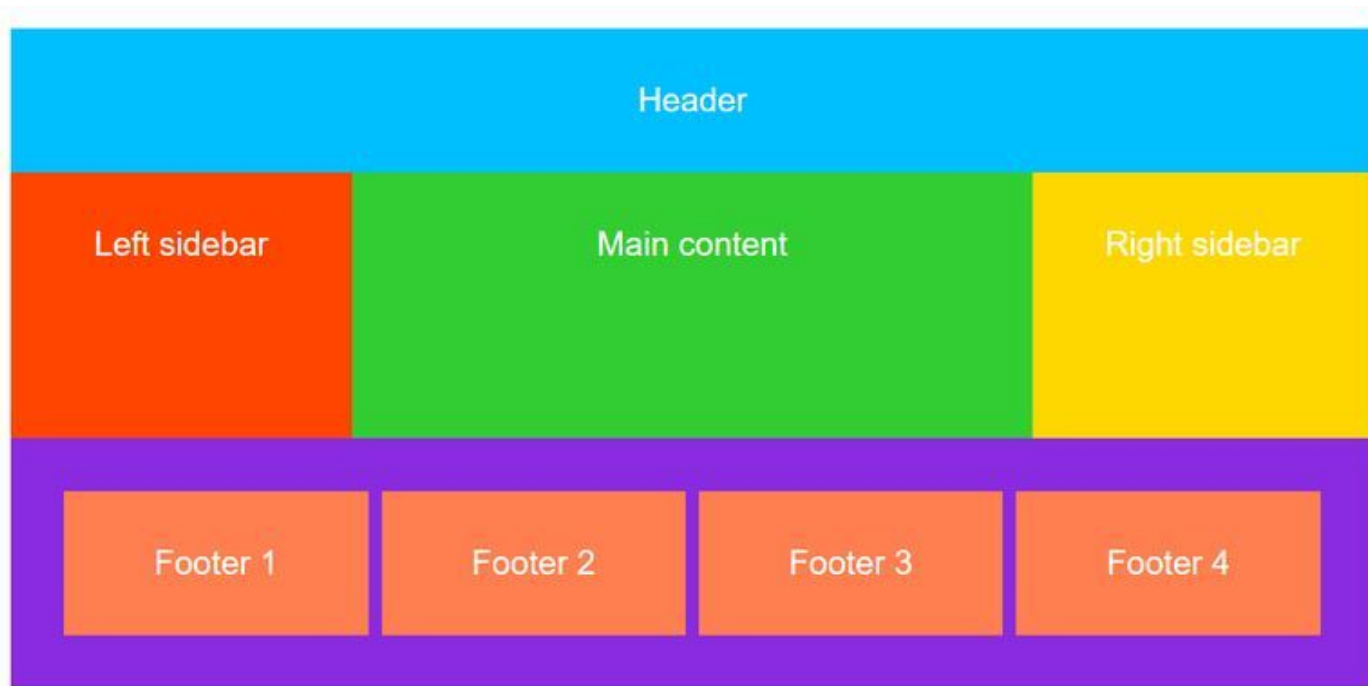 Header
Left sidebar
Main content
Right sidebar
Footer 1
Footer 2
Footer 3
Footer 4